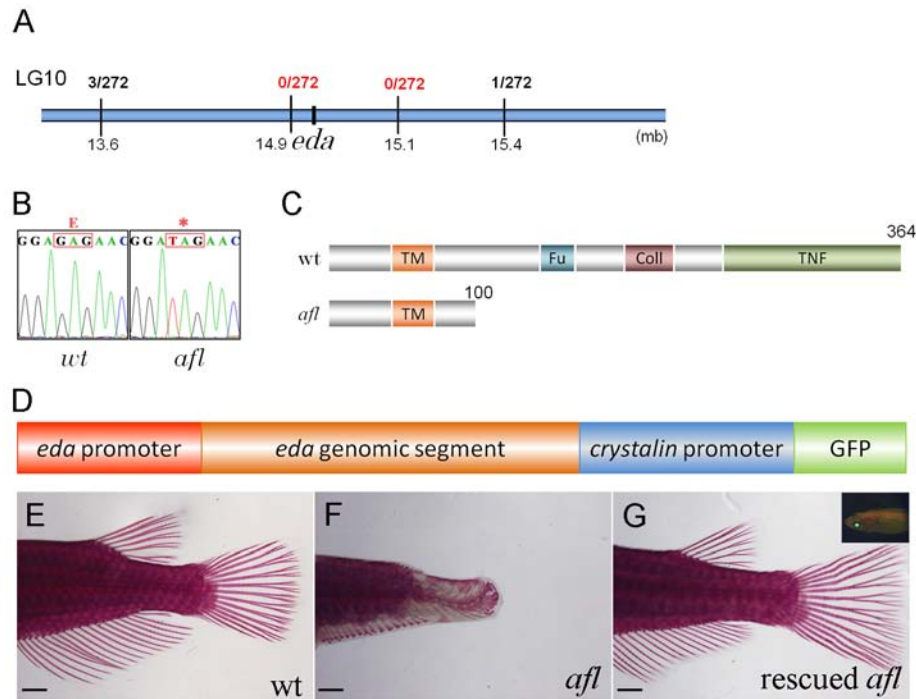 A
LG10
3/272 0/272 0/272 1/272
13.6 14.9 eda 15.1 15.4 (mb)
B
E *
G G A G A G A A C G G A T A G A A C
wt afl
C
wt TM Fu Coll TNF 364
afl TM 100
D
eda promoter eda genomic segment crystalin promoter GFP
E F G
wt afl rescued afl